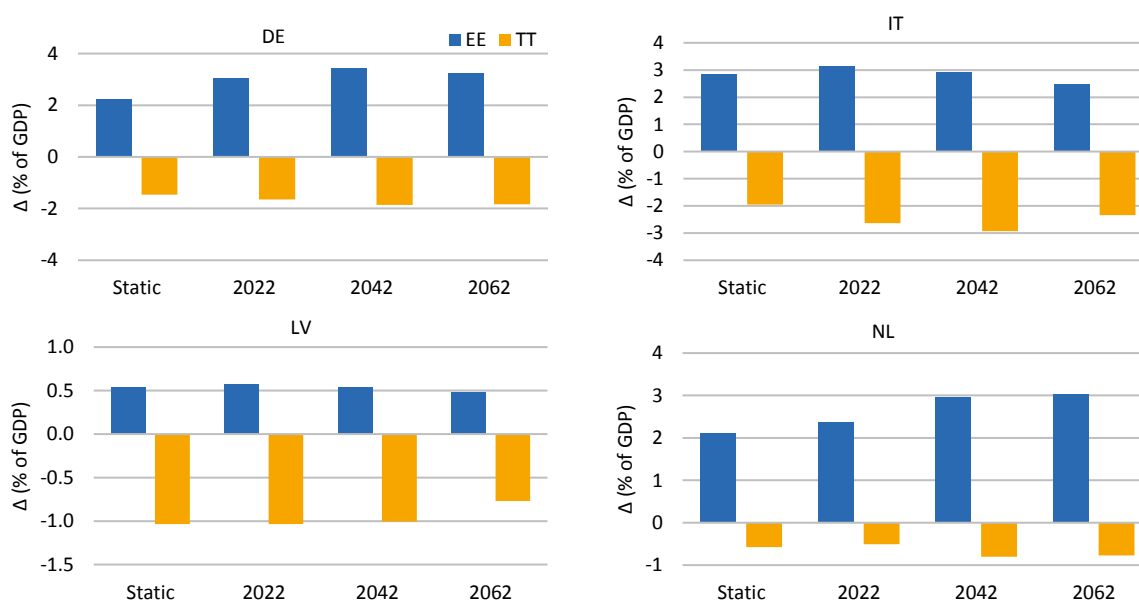 DE
EE TT
Δ (% of GDP)
4
2
0
-2
-4
Static 2022 2042 2062
IT
Δ (% of GDP)
4
3
2
1
0
-1
-2
-3
-4
Static 2022 2042 2062
LV
Δ (% of GDP)
1.0
0.5
0.0
-0.5
-1.0
-1.5
Static 2022 2042 2062
NL
Δ (% of GDP)
4
3
2
1
0
-1
Static 2022 2042 2062